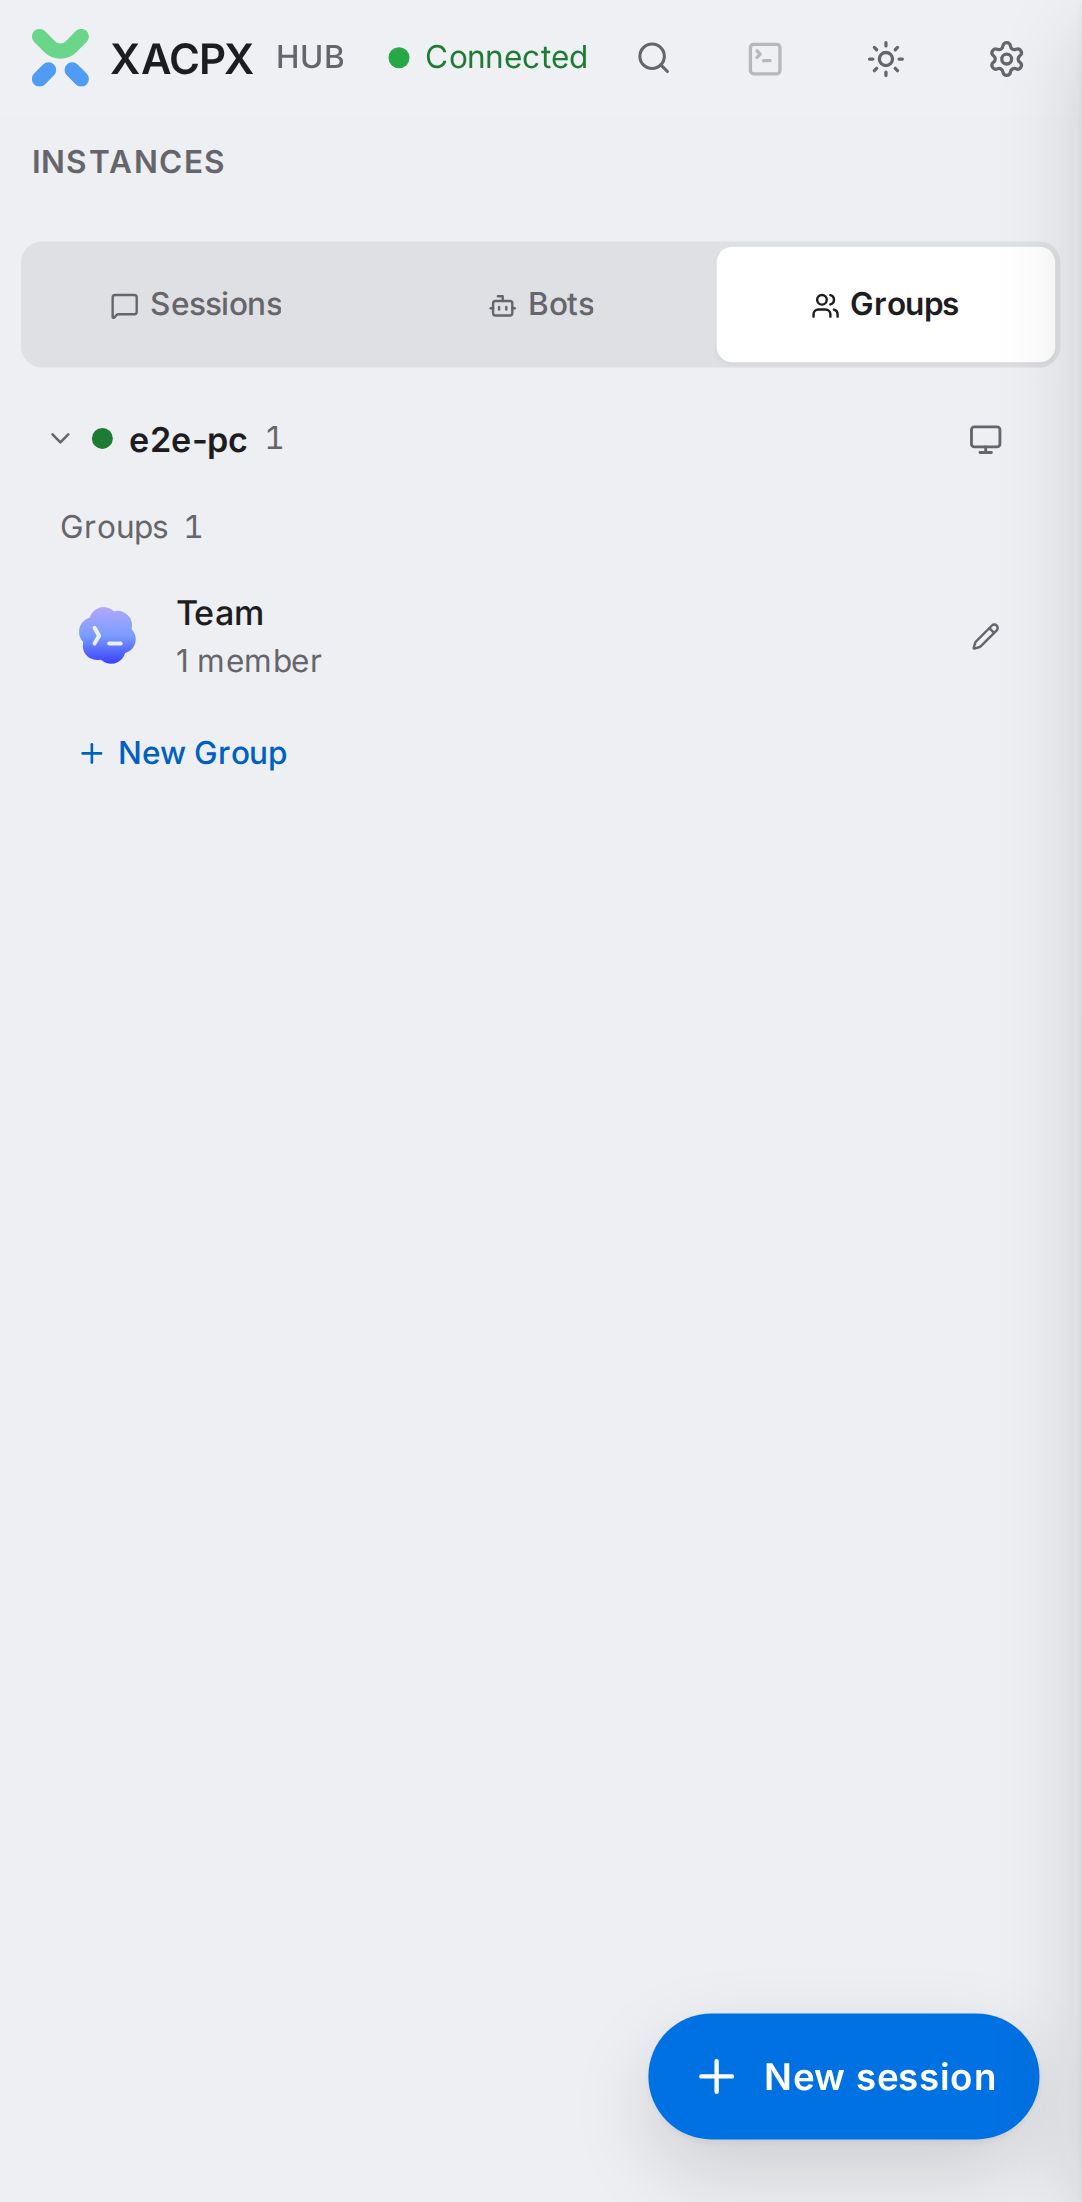 XACPX HUB Connected
INSTANCES
Sessions Bots Groups
e2e-pc 1
Groups 1
Team
1 member
+ New Group
+ New session